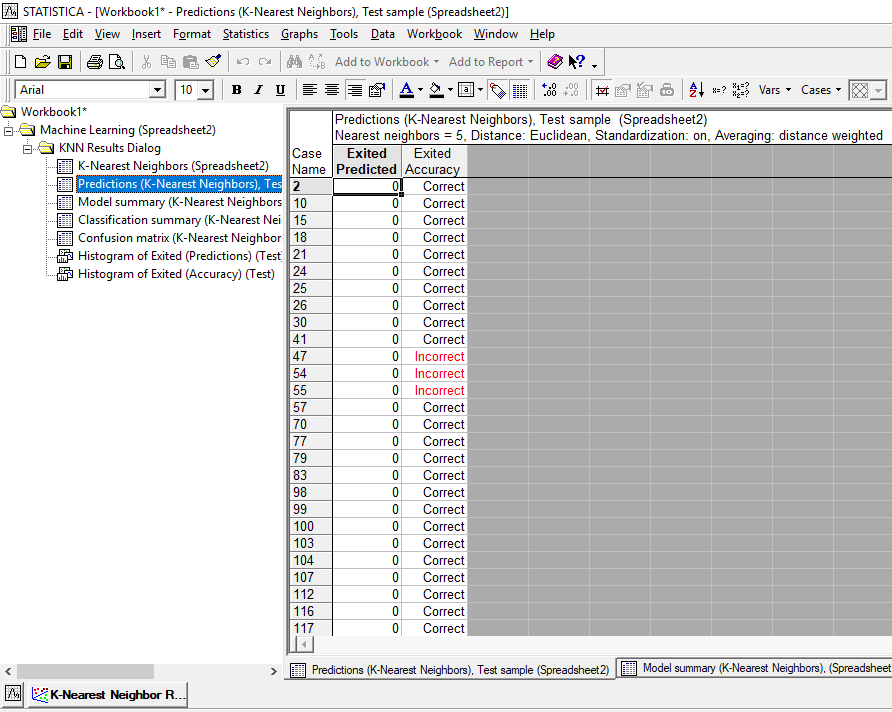 STATISTICA - [Workbook1* - Predictions (K-Nearest Neighbors), Test sample (Spreadsheet2)]
File Edit View Insert Format Statistics Graphs Tools Data Workbook Window Help
Add to Workbook Add to Report
Arial 10 B I U Vars Cases
Workbook1*
Machine Learning (Spreadsheet2)
KNN Results Dialog
K-Nearest Neighbors (Spreadsheet2)
Predictions (K-Nearest Neighbors), Tes
Model summary (K-Nearest Neighbors
Classification summary (K-Nearest Nei
Confusion matrix (K-Nearest Neighbor
Histogram of Exited (Predictions) (Test
Histogram of Exited (Accuracy) (Test)
Predictions (K-Nearest Neighbors), Test sample (Spreadsheet2)
Nearest neighbors = 5, Distance: Euclidean, Standardization: on, Averaging: distance weighted
Case Exited Exited
Name Predicted Accuracy
2 0 Correct
10 0 Correct
15 0 Correct
18 0 Correct
21 0 Correct
24 0 Correct
25 0 Correct
26 0 Correct
30 0 Correct
41 0 Correct
47 0 Incorrect
54 0 Incorrect
55 0 Incorrect
57 0 Correct
70 0 Correct
77 0 Correct
79 0 Correct
83 0 Correct
98 0 Correct
99 0 Correct
100 0 Correct
103 0 Correct
104 0 Correct
107 0 Correct
112 0 Correct
116 0 Correct
117 0 Correct
Predictions (K-Nearest Neighbors), Test sample (Spreadsheet2) Model summary (K-Nearest Neighbors), (Spreadsheet
K-Nearest Neighbor R...